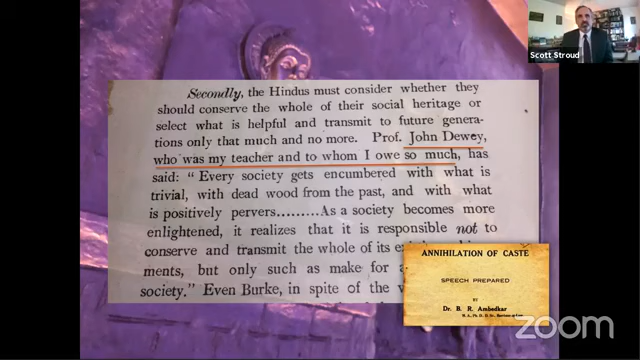 Scott Stroud
Secondly, the Hindus must consider whether they
should conserve the whole of their social heritage or
select what is helpful and transmit to future genera-
tions only that much and no more. Prof. John Dewey,
who was my teacher and to whom I owe so much, has
said: " Every society gets encumbered with what is
trivial, with dead wood from the past, and with what
is positively pervers.........As a society becomes more
enlightened, it realizes that it is responsible not to
conserve and transmit the whole of its
ments, but only such as make for a
society." Even Burke, in spite of the
ANNIHILATION OF CASTE
SPEECH PREPARED
BY
Dr. B. R. Ambedkar
zoom